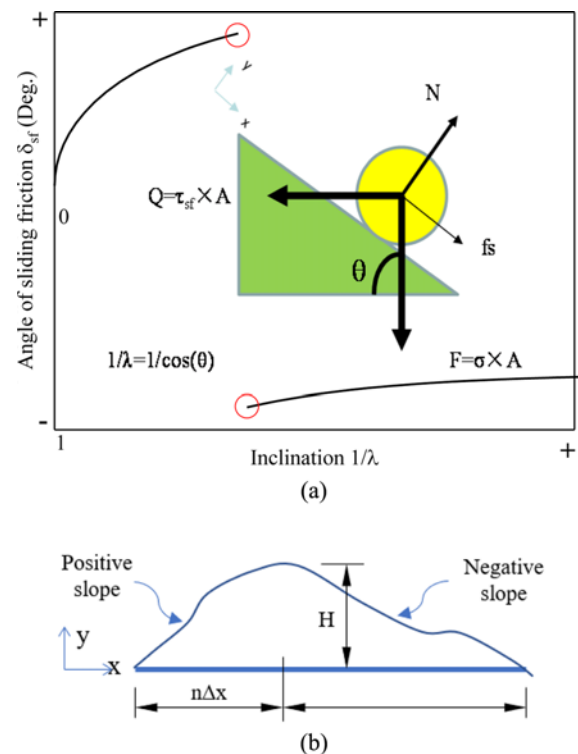 +
Angle of sliding friction δsf (Deg.)
0
-
y
x
N
Q=τsf×A
fs
θ
1/λ=1/cos(θ)
F=σ×A
1
+
Inclination 1/λ
(a)
Positive
slope
Negative
slope
H
y
x
nΔx
(b)